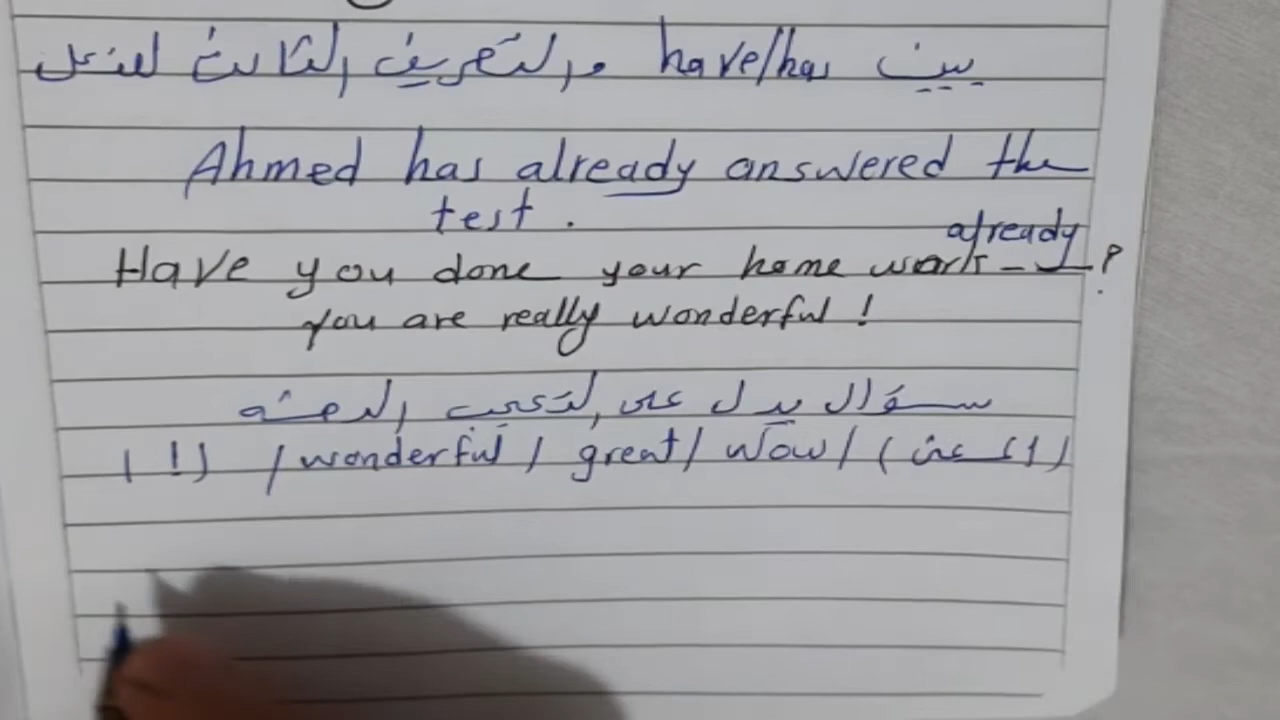 بين have/has والتصريف الثالث للفعل
Ahmed has already answered the
test.
already
Have you done your home work _ _ ?
you are really wonderful !
سؤال يدل على التعجب والدهشة
/ wow / great / wonderful / (!)